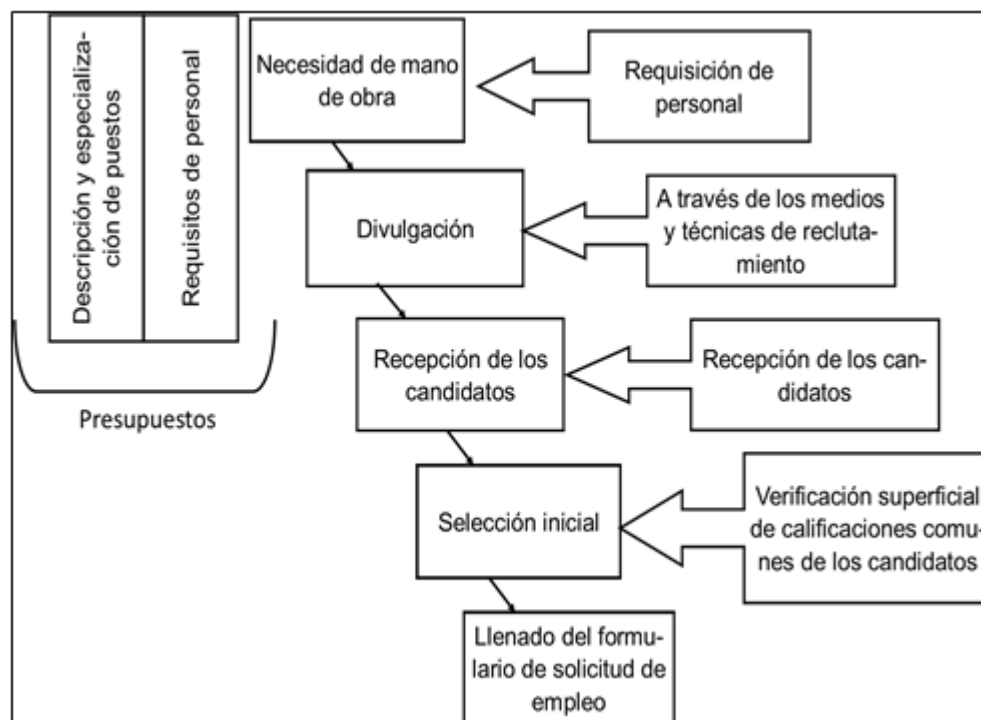 Descripción y especializa-
ción de puestos
Requisitos de personal
Presupuestos
Necesidad de mano
de obra
Requisición de
personal
Divulgación
A través de los medios
y técnicas de recluta-
miento
Recepción de los
candidatos
Recepción de los can-
didatos
Selección inicial
Verificación superficial
de calificaciones comu-
nes de los candidatos
Llenado del formu-
lario de solicitud de
empleo